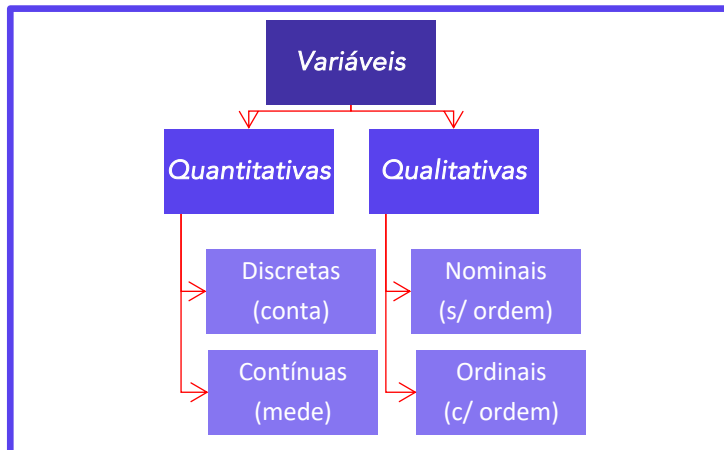 Variáveis
Quantitativas
Qualitativas
Discretas
(conta)
Nominais
(s/ ordem)
Contínuas
(mede)
Ordinais
(c/ ordem)